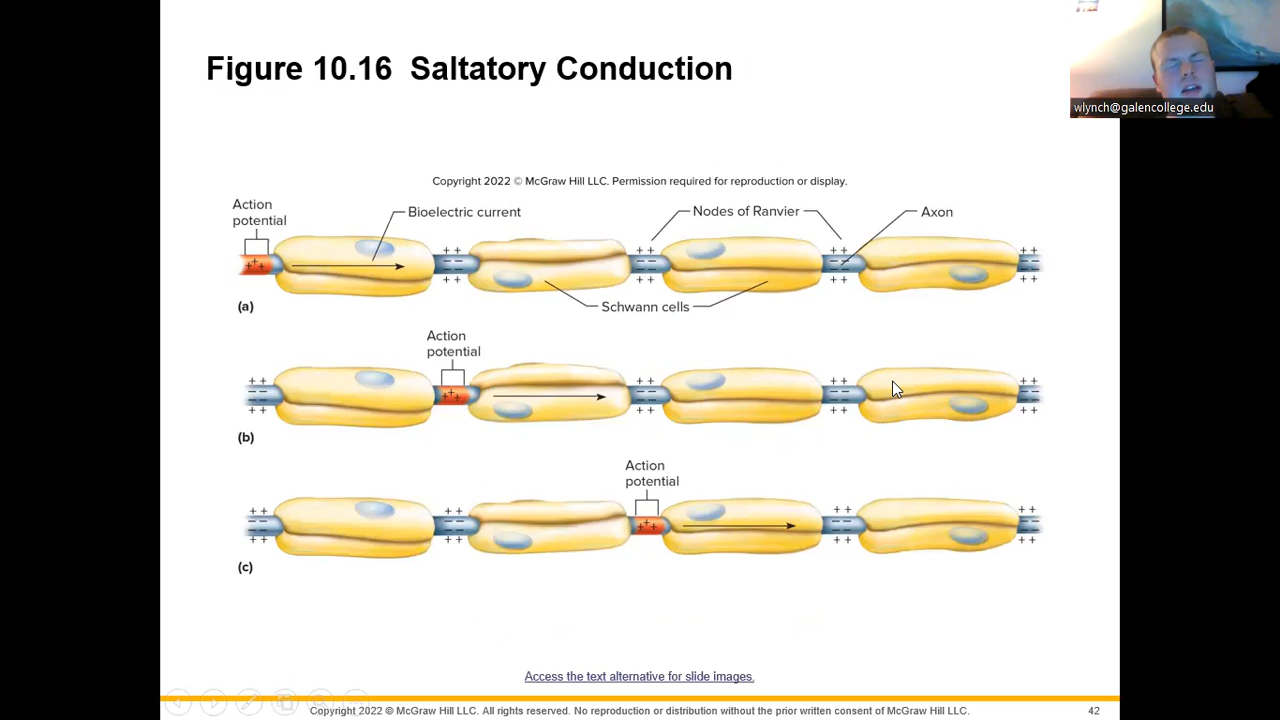 Figure 10.16 Saltatory Conduction
wlynch@galencollege.edu
Copyright 2022 © McGraw Hill LLC. Permission required for reproduction or display.
Action
potential
Bioelectric current
Nodes of Ranvier
Axon
+ +
+ +
+ +
+ +
+ + +
– –
– –
– –
– –
+ +
+ +
+ +
+ +
Schwann cells
(a)
Action
potential
+ +
+ +
+ +
+ +
– –
+ + +
– –
– –
– –
+ +
+ +
+ +
+ +
(b)
Action
potential
+ +
+ +
+ +
+ +
– –
– –
+ + +
– –
– –
+ +
+ +
+ +
+ +
(c)
Access the text alternative for slide images.
Copyright 2022 © McGraw Hill LLC. All rights reserved. No reproduction or distribution without the prior written consent of McGraw Hill LLC.
42